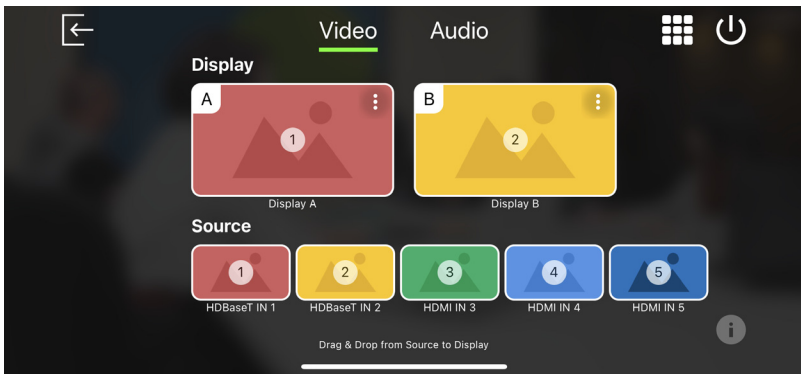 Video Audio
Display
A B
1 2
Display A Display B
Source
1 2 3 4 5
HDBaseT IN 1 HDBaseT IN 2 HDMI IN 3 HDMI IN 4 HDMI IN 5
i
Drag & Drop from Source to Display